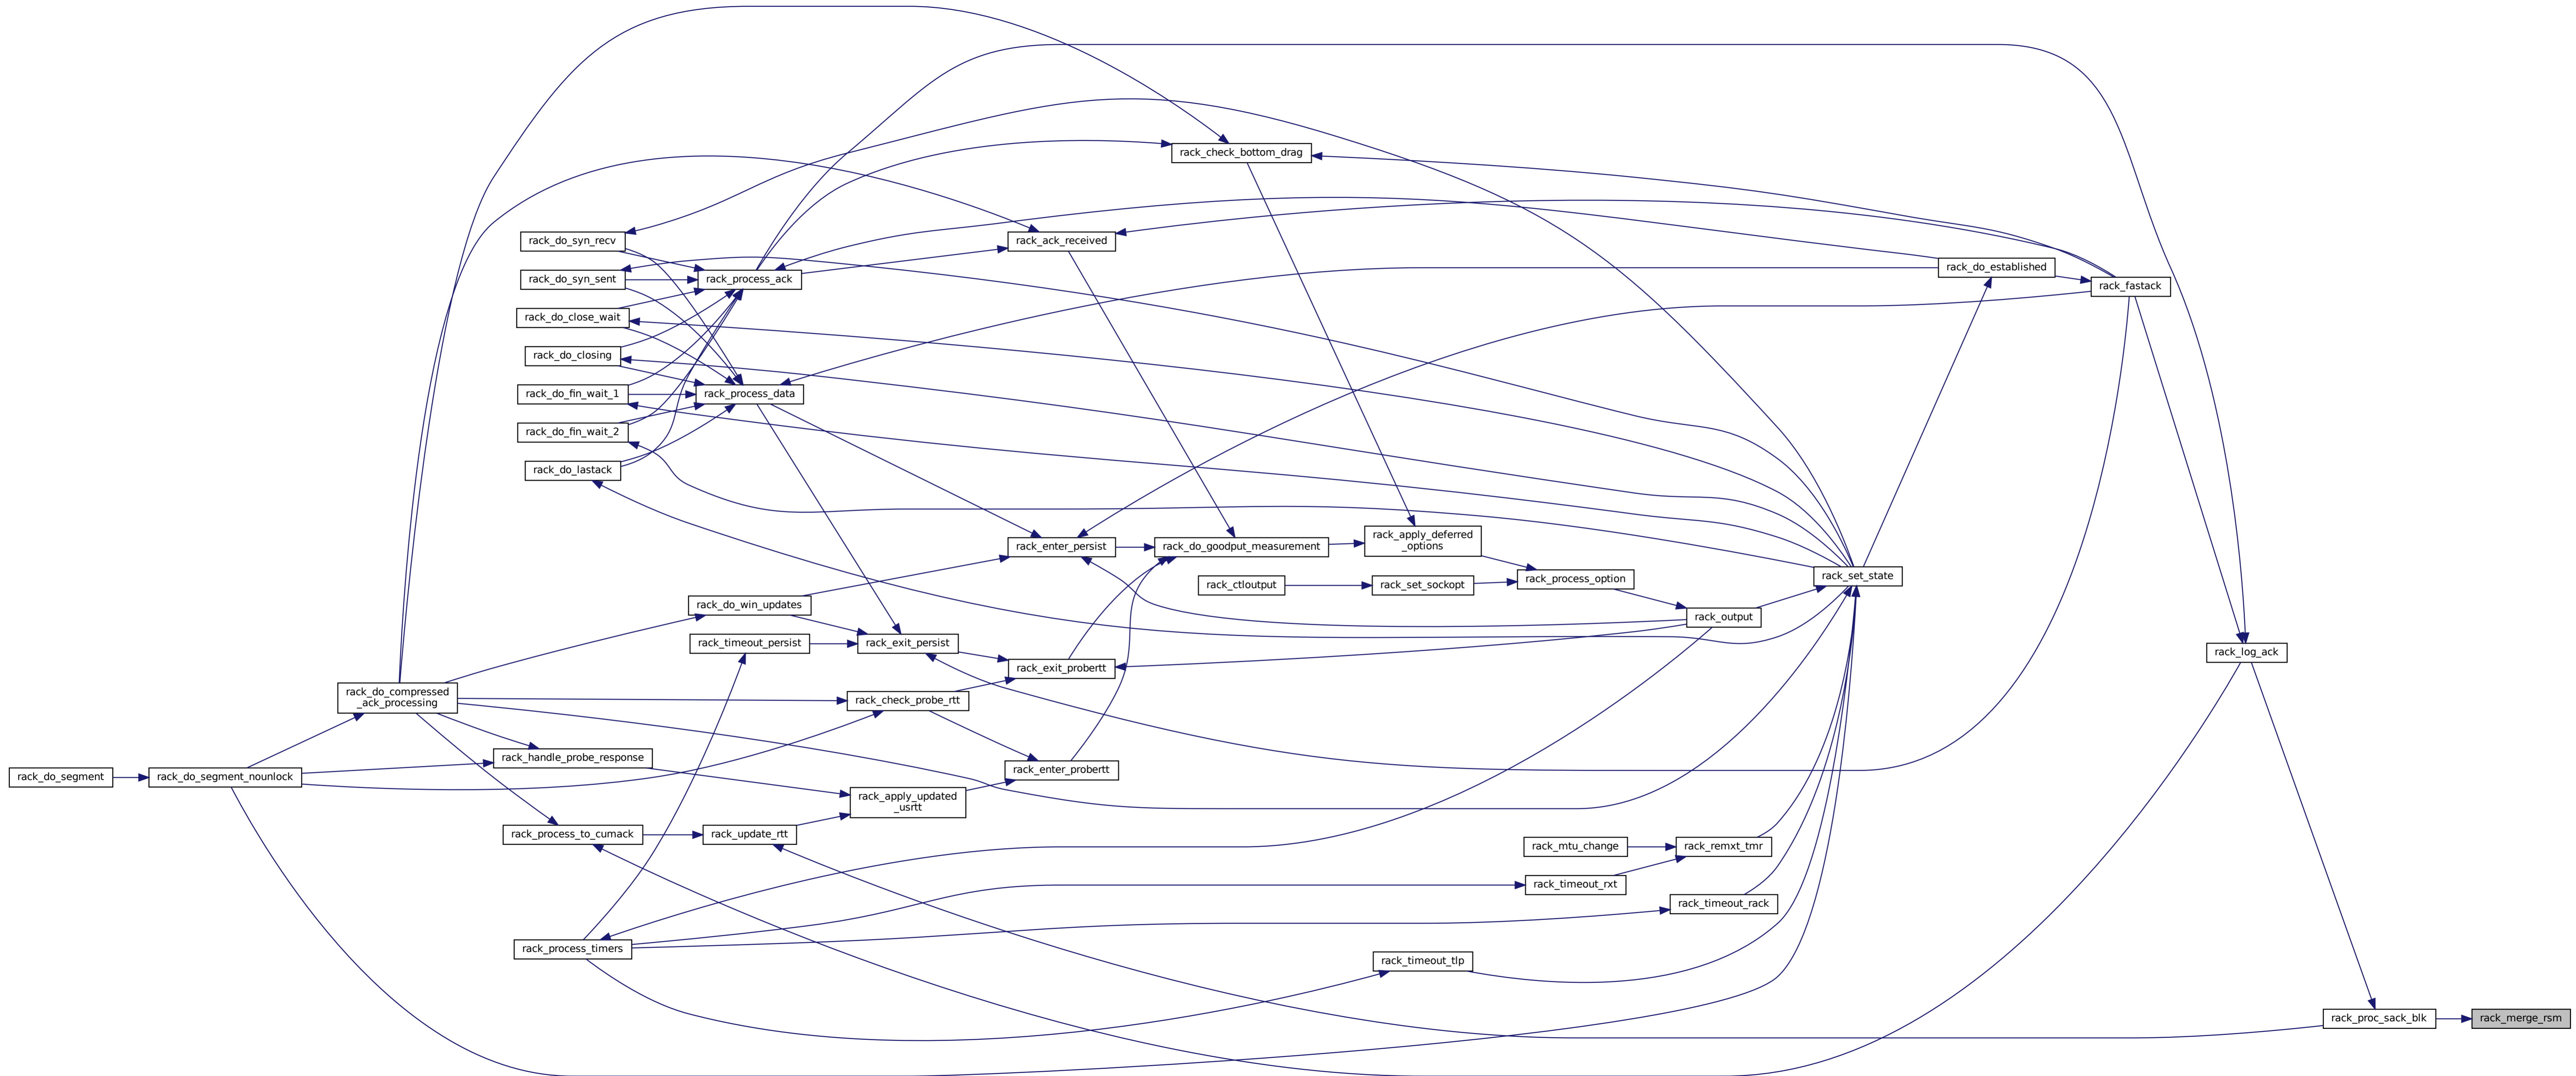 rack_check_bottom_drag
rack_do_syn_recv
rack_ack_received
rack_do_established
rack_do_syn_sent
rack_process_ack
rack_fastack
rack_do_close_wait
rack_do_closing
rack_do_fin_wait_1
rack_process_data
rack_do_fin_wait_2
rack_do_lastack
rack_enter_persist
rack_do_goodput_measurement
rack_apply_deferred
_options
rack_ctloutput
rack_set_sockopt
rack_process_option
rack_set_state
rack_do_win_updates
rack_output
rack_timeout_persist
rack_exit_persist
rack_log_ack
rack_exit_probertt
rack_do_compressed
_ack_processing
rack_check_probe_rtt
rack_handle_probe_response
rack_enter_probertt
rack_do_segment
rack_do_segment_nounlock
rack_apply_updated
_usrtt
rack_process_to_cumack
rack_update_rtt
rack_mtu_change
rack_remxt_tmr
rack_timeout_rxt
rack_timeout_rack
rack_process_timers
rack_timeout_tlp
rack_proc_sack_blk
rack_merge_rsm